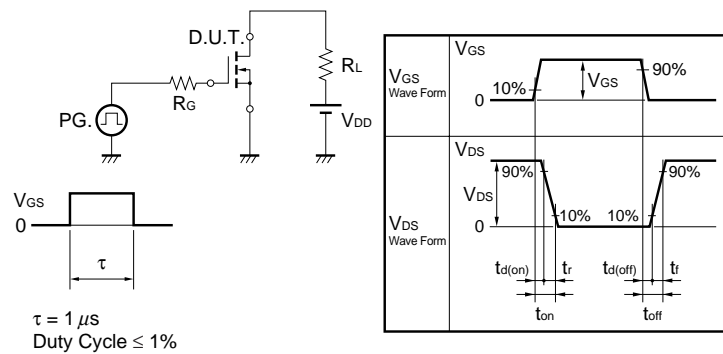 D.U.T.
RL
RG
PG.
VDD
VGS
0
τ
τ = 1 μs
Duty Cycle ≤ 1%
VGS
Wave Form
VGS
10%
VGS
90%
0
VDS
Wave Form
VDS
90%
VDS
10%
10%
90%
0
td(on)
tr
td(off)
tf
ton
toff